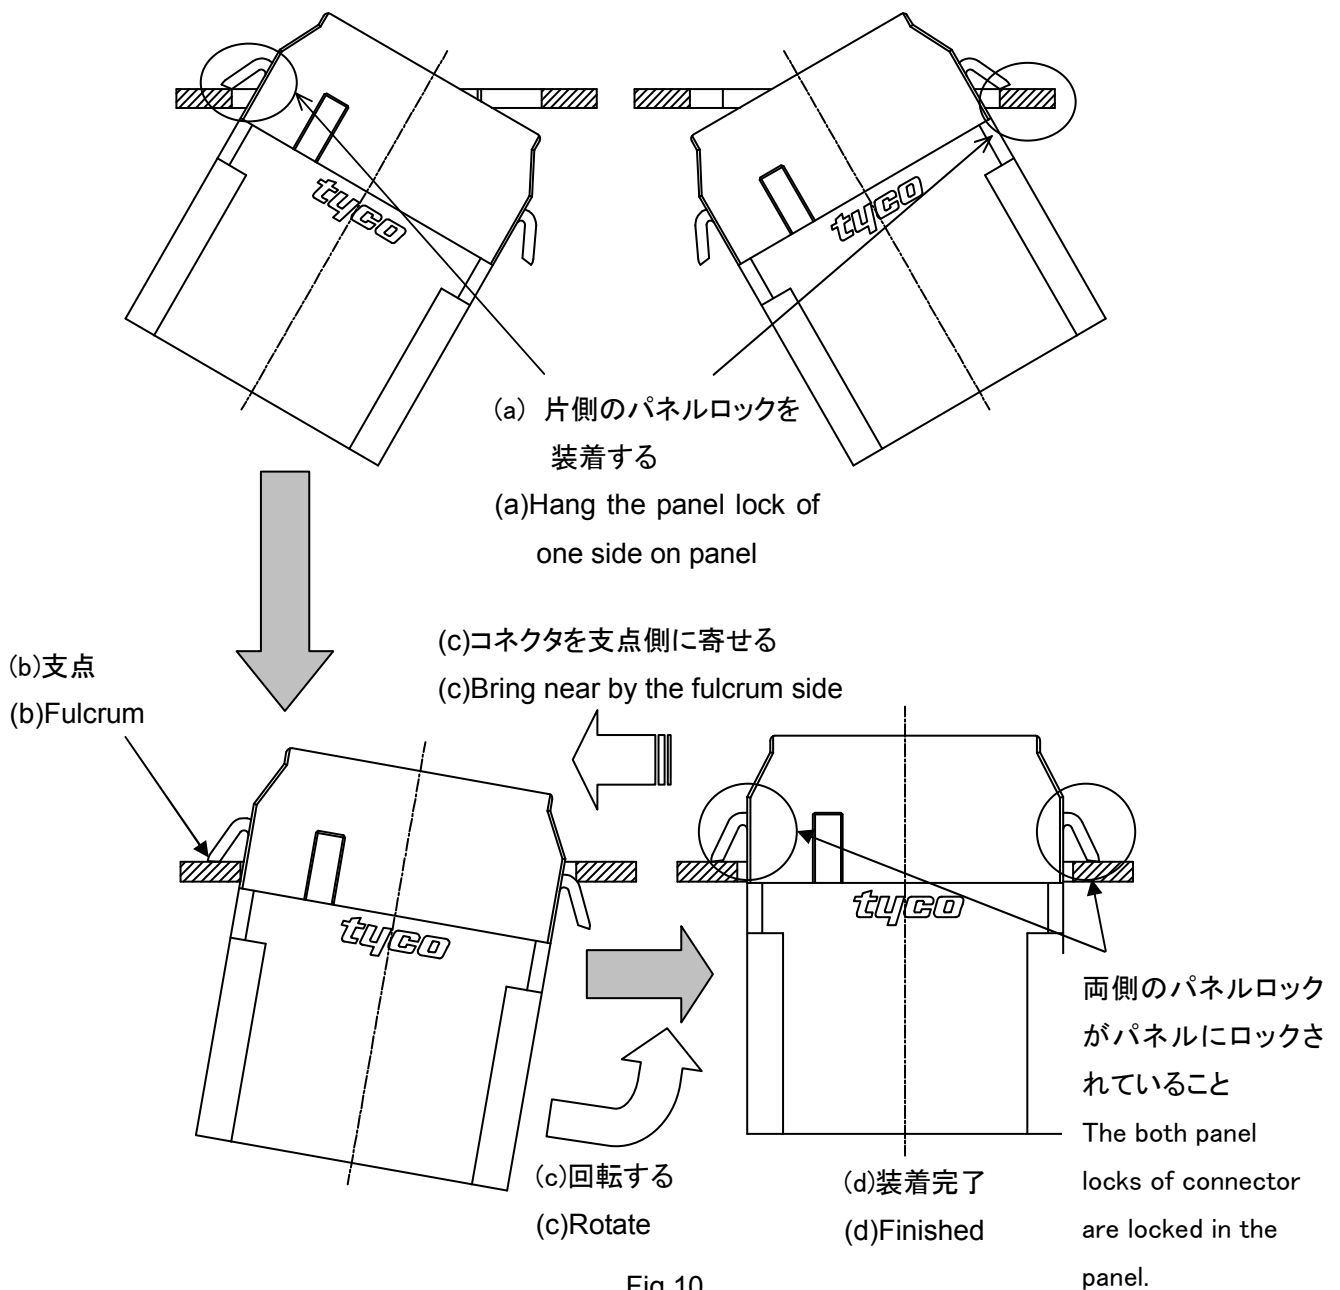 tyco
tyco
(a) 片側のパネルロックを
装着する
(a)Hang the panel lock of
one side on panel
(c)コネクタを支点側に寄せる
(c)Bring near by the fulcrum side
(b)支点
(b)Fulcrum
tyco
tyco
両側のパネルロック
がパネルにロックさ
れていること
The both panel
locks of connector
are locked in the
panel.
(c)回転する
(c)Rotate
(d)装着完了
(d)Finished
Fig.10